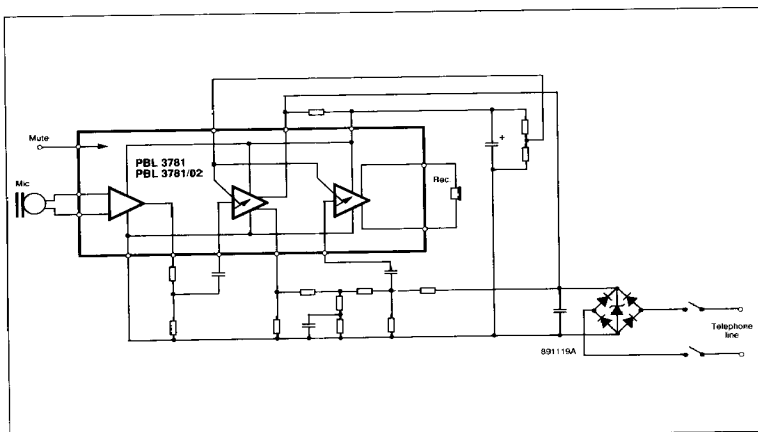 Mute
PBL 3781
PBL 3781/02
Mic
Rec.
+
Telephone
line
891119A